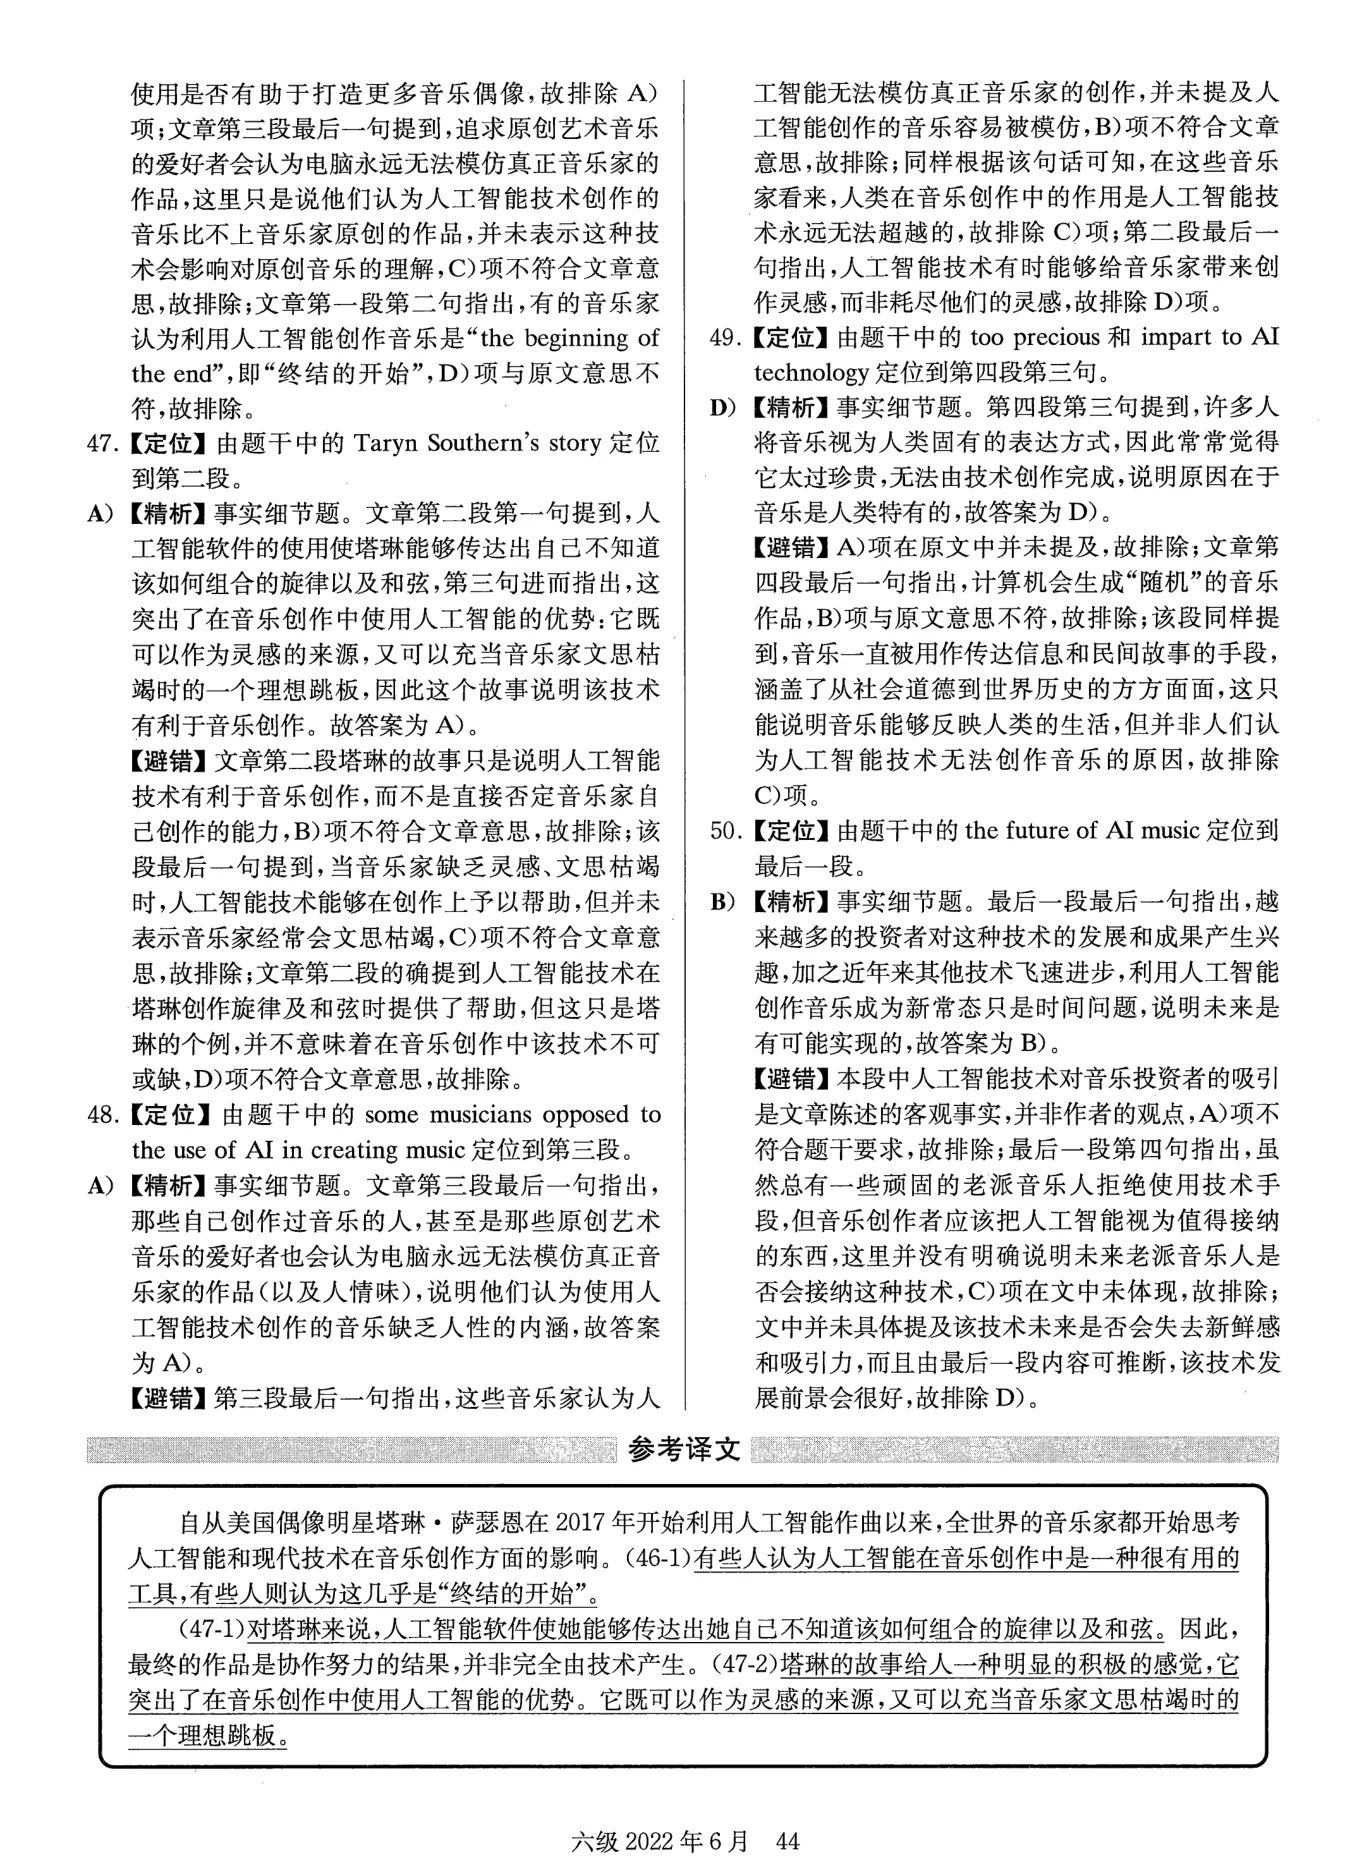 使用是否有助于打造更多音乐偶像,故排除 A)
项;文章第三段最后一句提到,追求原创艺术音乐
的爱好者会认为电脑永远无法模仿真正音乐家的
作品,这里只是说他们认为人工智能技术创作的
音乐比不上音乐家原创的作品,并未表示这种技
术会影响对原创音乐的理解,C)项不符合文章意
思,故排除;文章第一段第二句指出,有的音乐家
认为利用人工智能创作音乐是“the beginning of
the end”,即“终结的开始”,D)项与原文意思不
符,故排除。
47.【定位】由题干中的 Taryn Southern's story 定位
到第二段。
A)【精析】事实细节题。文章第二段第一句提到,人
工智能软件的使用使塔琳能够传达出自己不知道
该如何组合的旋律以及和弦,第三句进而指出,这
突出了在音乐创作中使用人工智能的优势:它既
可以作为灵感的来源,又可以充当音乐家文思枯
竭时的一个理想跳板,因此这个故事说明该技术
有利于音乐创作。故答案为 A)。
【避错】文章第二段塔琳的故事只是说明人工智能
技术有利于音乐创作,而不是直接否定音乐家自
己创作的能力,B)项不符合文章意思,故排除;该
段最后一句提到,当音乐家缺乏灵感、文思枯竭
时,人工智能技术能够在创作上予以帮助,但并未
表示音乐家经常会文思枯竭,C)项不符合文章意
思,故排除;文章第二段的确提到人工智能技术在
塔琳创作旋律及和弦时提供了帮助,但这只是塔
琳的个例,并不意味着在音乐创作中该技术不可
或缺,D)项不符合文章意思,故排除。
48.【定位】由题干中的 some musicians opposed to
the use of AI in creating music 定位到第三段。
A)【精析】事实细节题。文章第三段最后一句指出,
那些自己创作过音乐的人,甚至是那些原创艺术
音乐的爱好者也会认为电脑永远无法模仿真正音
乐家的作品(以及人情味),说明他们认为使用人
工智能技术创作的音乐缺乏人性的内涵,故答案
为 A)。
【避错】第三段最后一句指出,这些音乐家认为人
工智能无法模仿真正音乐家的创作,并未提及人
工智能创作的音乐容易被模仿,B)项不符合文章
意思,故排除;同样根据该句话可知,在这些音乐
家看来,人类在音乐创作中的作用是人工智能技
术永远无法超越的,故排除 C)项;第二段最后一
句指出,人工智能技术有时能够给音乐家带来创
作灵感,而非耗尽他们的灵感,故排除 D)项。
49.【定位】由题干中的 too precious 和 impart to AI
technology 定位到第四段第三句。
D)【精析】事实细节题。第四段第三句提到,许多人
将音乐视为人类固有的表达方式,因此常常觉得
它太过珍贵,无法由技术创作完成,说明原因在于
音乐是人类特有的,故答案为 D)。
【避错】A)项在原文中并未提及,故排除;文章第
四段最后一句指出,计算机会生成“随机”的音乐
作品,B)项与原文意思不符,故排除;该段同样提
到,音乐一直被用作传达信息和民间故事的手段,
涵盖了从社会道德到世界历史的方方面面,这只
能说明音乐能够反映人类的生活,但并非人们认
为人工智能技术无法创作音乐的原因,故排除
C)项。
50.【定位】由题干中的 the future of AI music 定位到
最后一段。
B)【精析】事实细节题。最后一段最后一句指出,越
来越多的投资者对这种技术的发展和成果产生兴
趣,加之近年来其他技术飞速进步,利用人工智能
创作音乐成为新常态只是时间问题,说明未来是
有可能实现的,故答案为 B)。
【避错】本段中人工智能技术对音乐投资者的吸引
是文章陈述的客观事实,并非作者的观点,A)项不
符合题干要求,故排除;最后一段第四句指出,虽
然总有一些顽固的老派音乐人拒绝使用技术手
段,但音乐创作者应该把人工智能视为值得接纳
的东西,这里并没有明确说明未来老派音乐人是
否会接纳这种技术,C)项在文中未体现,故排除;
文中并未具体提及该技术未来是否会失去新鲜感
和吸引力,而且由最后一段内容可推断,该技术发
展前景会很好,故排除 D)。
参考译文
自从美国偶像明星塔琳·萨瑟恩在 2017 年开始利用人工智能作曲以来,全世界的音乐家都开始思考
人工智能和现代技术在音乐创作方面的影响。(46-1)有些人认为人工智能在音乐创作中是一种很有用的
工具,有些人则认为这几乎是“终结的开始”。
(47-1)对塔琳来说,人工智能软件使她能够传达出她自己不知道该如何组合的旋律以及和弦。因此,
最终的作品是协作努力的结果,并非完全由技术产生。(47-2)塔琳的故事给人一种明显的积极的感觉,它
突出了在音乐创作中使用人工智能的优势。它既可以作为灵感的来源,又可以充当音乐家文思枯竭时的
一个理想跳板。
六级 2022 年 6 月 44